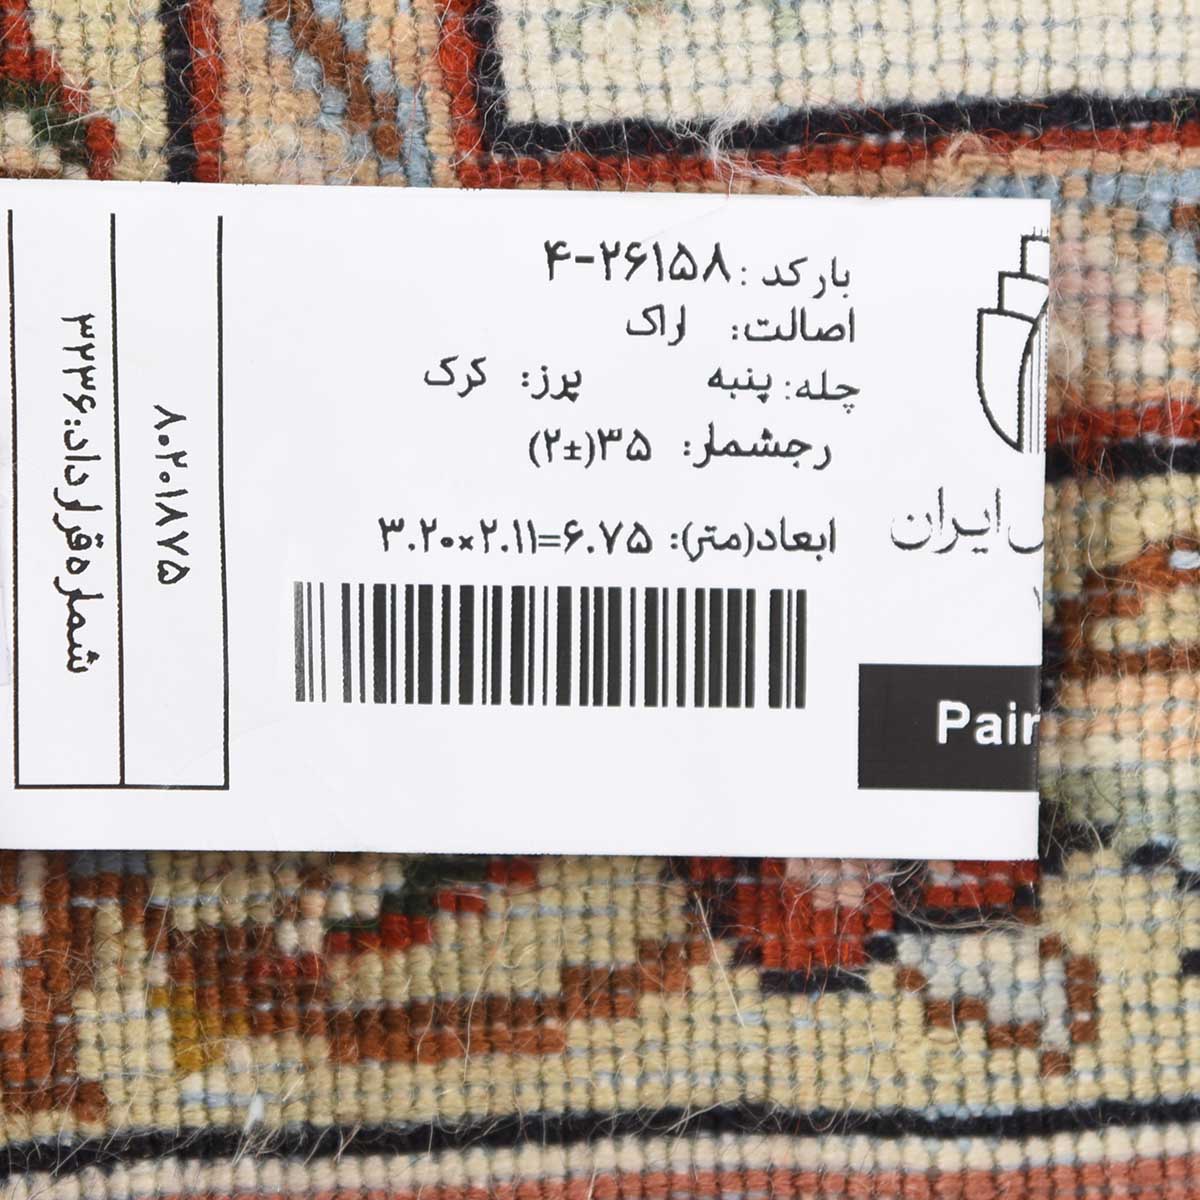 بارکد : ۴-۲۶۱۵۸
اصالت: اراک
چله: پنبه پرز: کرک
رجشمار: ۳۵(±۲)
ابعاد(متر): ۳.۲۰×۲.۱۱=۶.۷۵
ایران
Pair
۸۰۲۰۱۸۷۵
شماره قرارداد: ۳۲۳۶